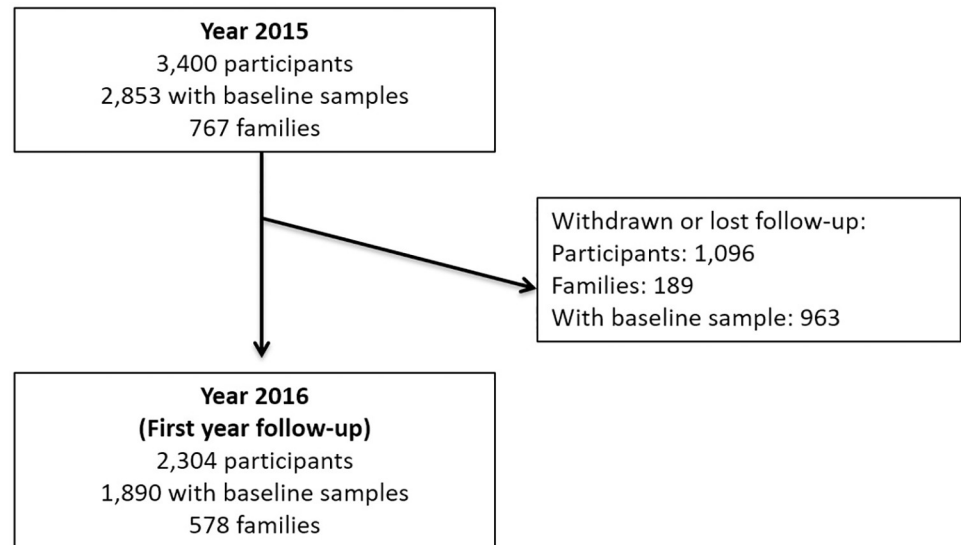 Year 2015
3,400 participants
2,853 with baseline samples
767 families
Withdrawn or lost follow-up:
Participants: 1,096
Families: 189
With baseline sample: 963
Year 2016
(First year follow-up)
2,304 participants
1,890 with baseline samples
578 families